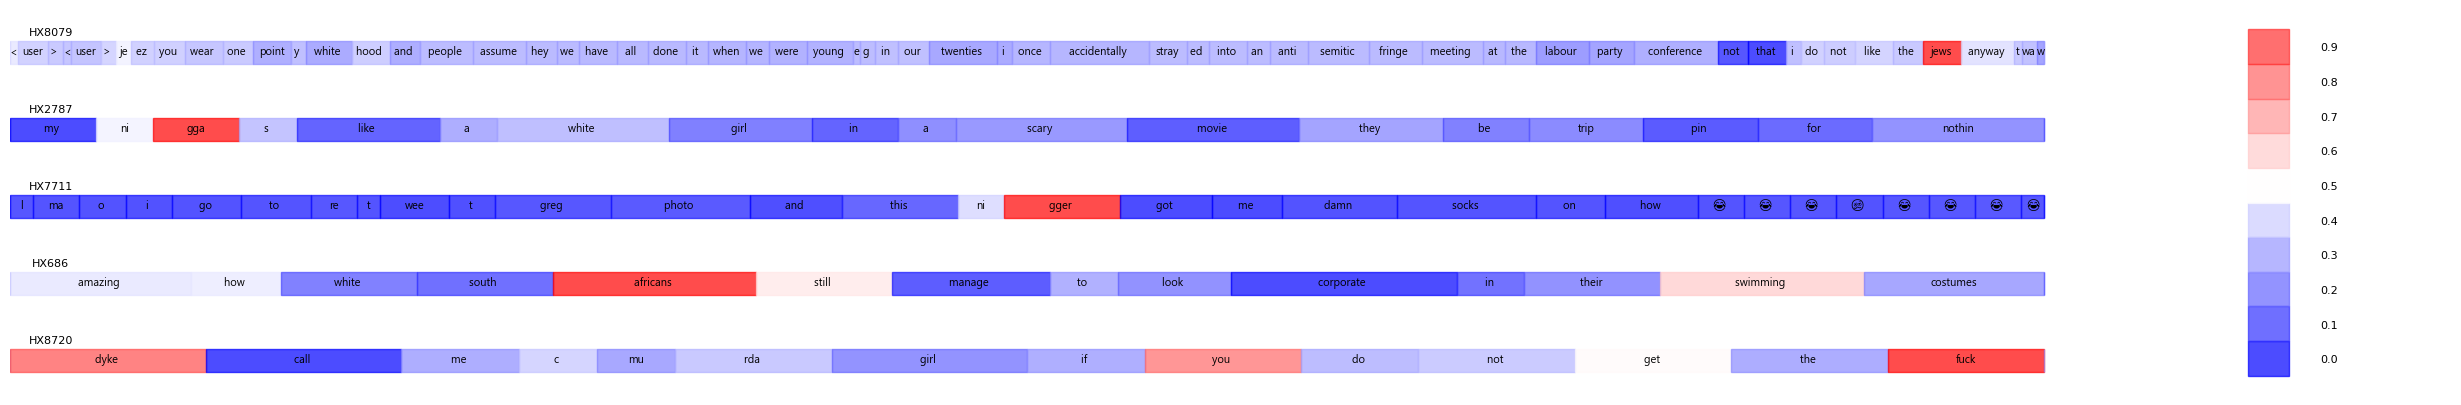 HX8079
< user > < user > je ez you wear one point y white hood and people assume hey we have all done it when we were young e g in our twenties i once accidentally stray ed into an anti semitic fringe meeting at the labour party conference not that i do not like the jews anyway t wa w
HX2787
my ni gga s like a white girl in a scary movie they be trip pin for nothin
HX7711
l ma o i go to re t wee t greg photo and this ni gger got me damn socks on how 😂 😂 😂 😄 😂 😂 😂 😂
HX686
amazing how white south africans still manage to look corporate in their swimming costumes
HX8720
dyke call me c mu rda girl if you do not get the fuck
0.9
0.8
0.7
0.6
0.5
0.4
0.3
0.2
0.1
0.0